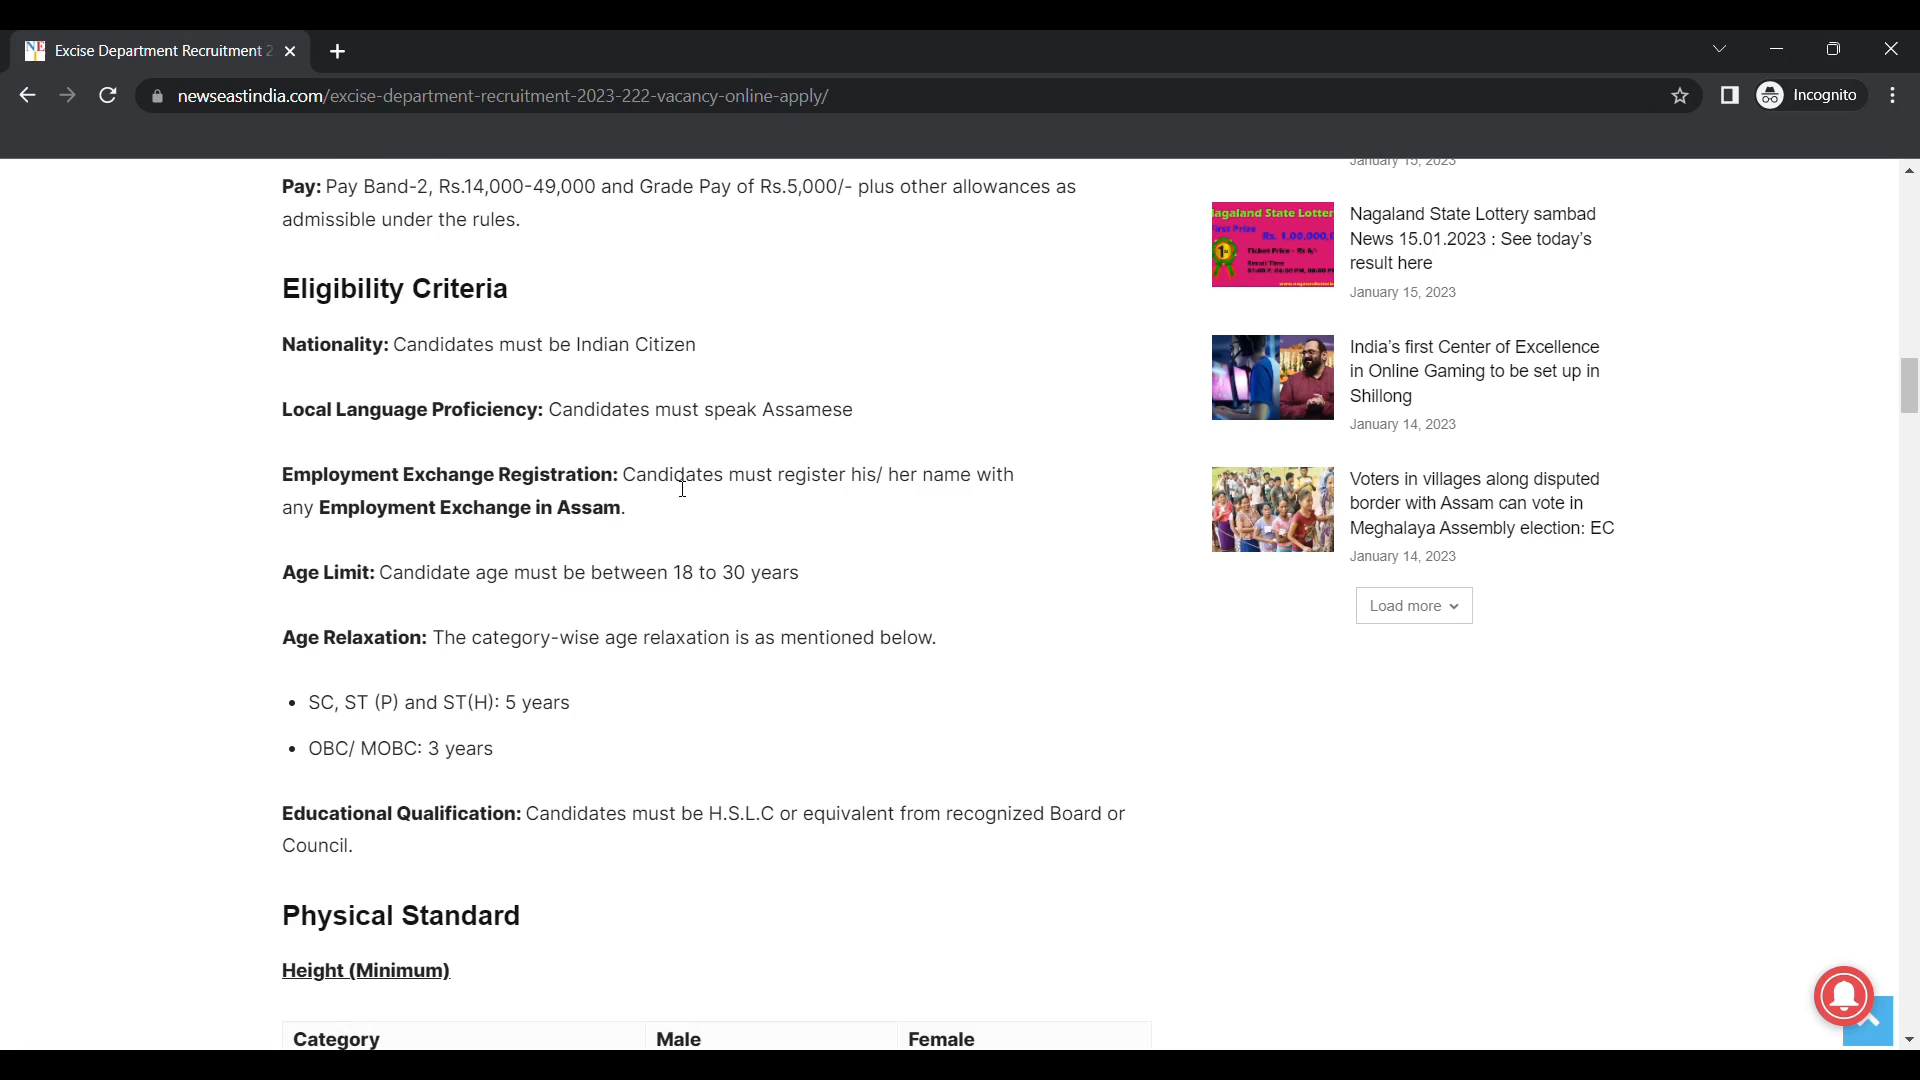 Excise Department Recruitment 2
newseastindia.com/excise-department-recruitment-2023-222-vacancy-online-apply/
Incognito
Pay: Pay Band-2, Rs.14,000-49,000 and Grade Pay of Rs.5,000/- plus other allowances as
admissible under the rules.
Eligibility Criteria
Nationality: Candidates must be Indian Citizen
Local Language Proficiency: Candidates must speak Assamese
Employment Exchange Registration: Candidates must register his/ her name with
any Employment Exchange in Assam.
Age Limit: Candidate age must be between 18 to 30 years
Age Relaxation: The category-wise age relaxation is as mentioned below.
• SC, ST (P) and ST(H): 5 years
• OBC/ MOBC: 3 years
Educational Qualification: Candidates must be H.S.L.C or equivalent from recognized Board or
Council.
Physical Standard
Height (Minimum)
Category Male Female
January 15, 2023
Nagaland State Lottery sambad
News 15.01.2023 : See today's
result here
January 15, 2023
India's first Center of Excellence
in Online Gaming to be set up in
Shillong
January 14, 2023
Voters in villages along disputed
border with Assam can vote in
Meghalaya Assembly election: EC
January 14, 2023
Load more